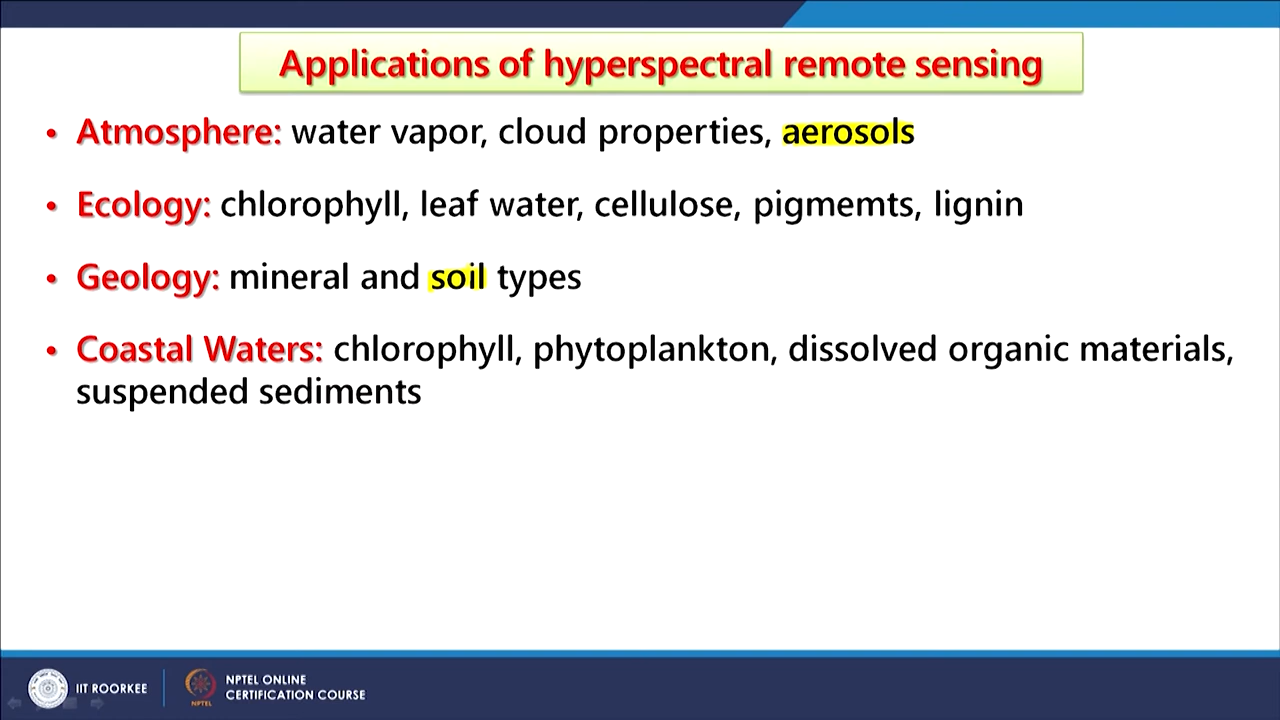 Applications of hyperspectral remote sensing
• Atmosphere: water vapor, cloud properties, aerosols
• Ecology: chlorophyll, leaf water, cellulose, pigmemts, lignin
• Geology: mineral and soil types
• Coastal Waters: chlorophyll, phytoplankton, dissolved organic materials,
suspended sediments
IIT ROORKEE
NPTEL
NPTEL ONLINE
CERTIFICATION COURSE